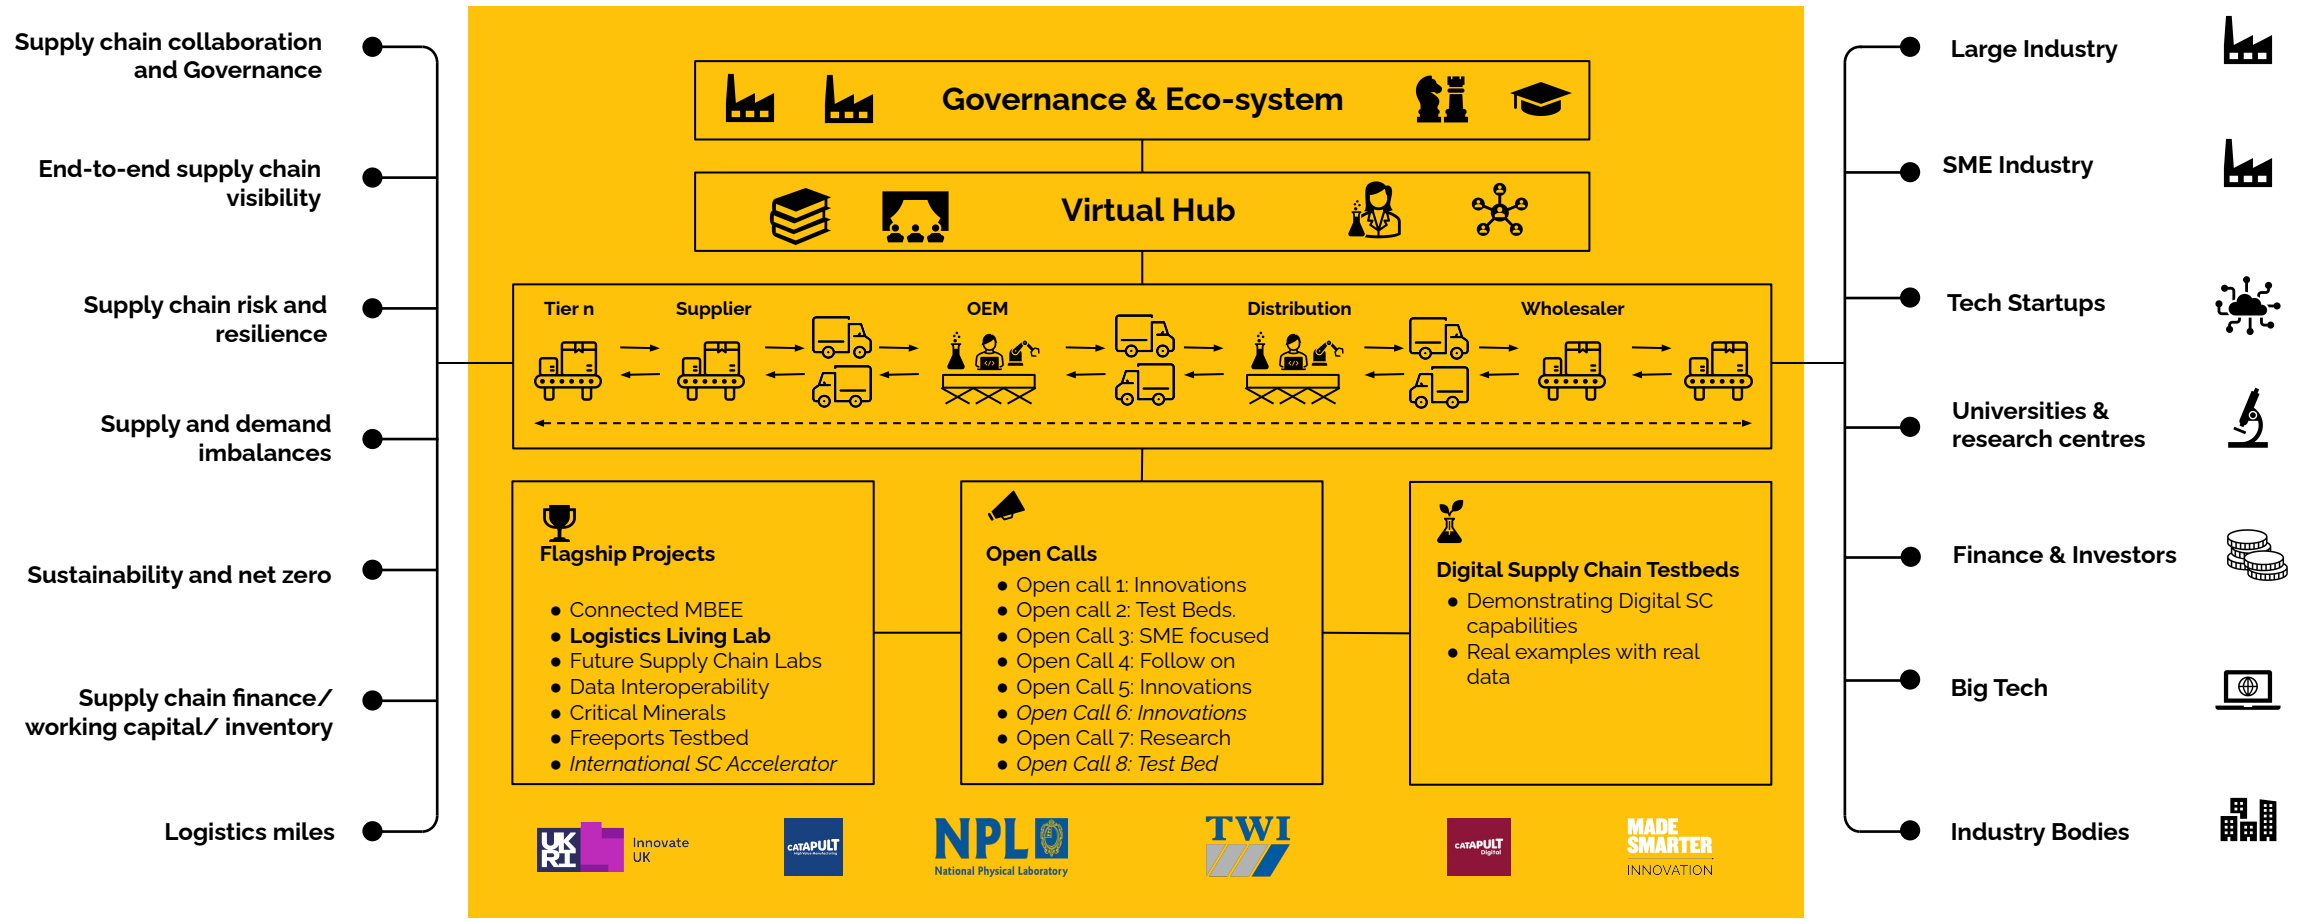 Supply chain collaboration
and Governance
End-to-end supply chain
visibility
Supply chain risk and
resilience
Supply and demand
imbalances
Sustainability and net zero
Supply chain finance/
working capital/ inventory
Logistics miles
Governance & Eco-system
Virtual Hub
Tier n
Supplier
OEM
Distribution
Wholesaler
Flagship Projects
● Connected MBEE
● Logistics Living Lab
● Future Supply Chain Labs
● Data Interoperability
● Critical Minerals
● Freeports Testbed
● International SC Accelerator
Open Calls
● Open call 1: Innovations
● Open call 2: Test Beds.
● Open Call 3: SME focused
● Open Call 4: Follow on
● Open Call 5: Innovations
● Open Call 6: Innovations
● Open Call 7: Research
● Open Call 8: Test Bed
Digital Supply Chain Testbeds
● Demonstrating Digital SC
capabilities
● Real examples with real
data
UK
RI
Innovate
UK
CATAPULT
High Value Manufacturing
NPL
National Physical Laboratory
TWI
CATAPULT
Digital
MADE
SMARTER
INNOVATION
Large Industry
SME Industry
Tech Startups
Universities &
research centres
Finance & Investors
Big Tech
Industry Bodies